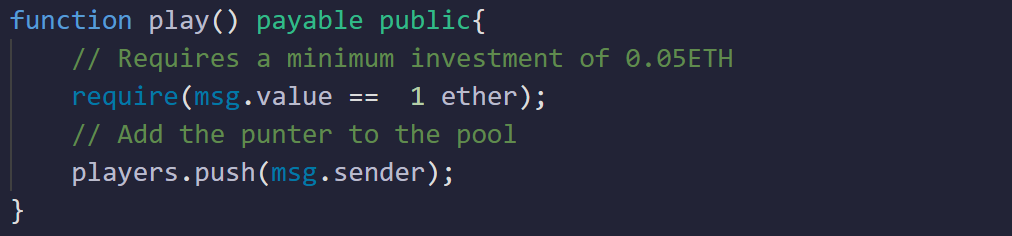 function play() payable public{
    // Requires a minimum investment of 0.05ETH
    require(msg.value ==  1 ether);
    // Add the punter to the pool
    players.push(msg.sender);
}